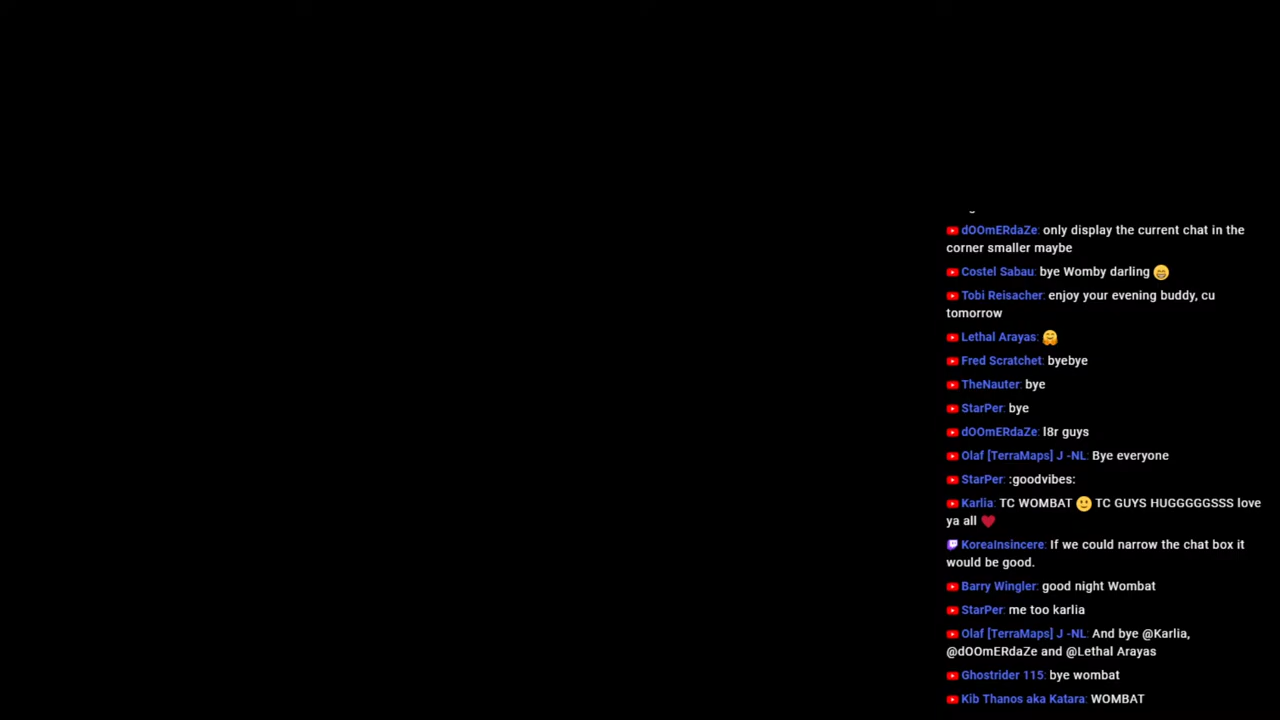 dOOmERdaZe: only display the current chat in the
corner smaller maybe
Costel Sabau: bye Womby darling 😁
Tobi Reisacher: enjoy your evening buddy, cu
tomorrow
Lethal Arayas: 🤗
Fred Scratchet: byebye
TheNauter: bye
StarPer: bye
dOOmERdaZe: l8r guys
Olaf [TerraMaps] J -NL: Bye everyone
StarPer: :goodvibes:
Karlia: TC WOMBAT 🙂 TC GUYS HUGGGGGSSS love
ya all ❤
KoreaInsincere: If we could narrow the chat box it
would be good.
Barry Wingler: good night Wombat
StarPer: me too karlia
Olaf [TerraMaps] J -NL: And bye @Karlia,
@dOOmERdaZe and @Lethal Arayas
Ghostrider 115: bye wombat
Kib Thanos aka Katara: WOMBAT